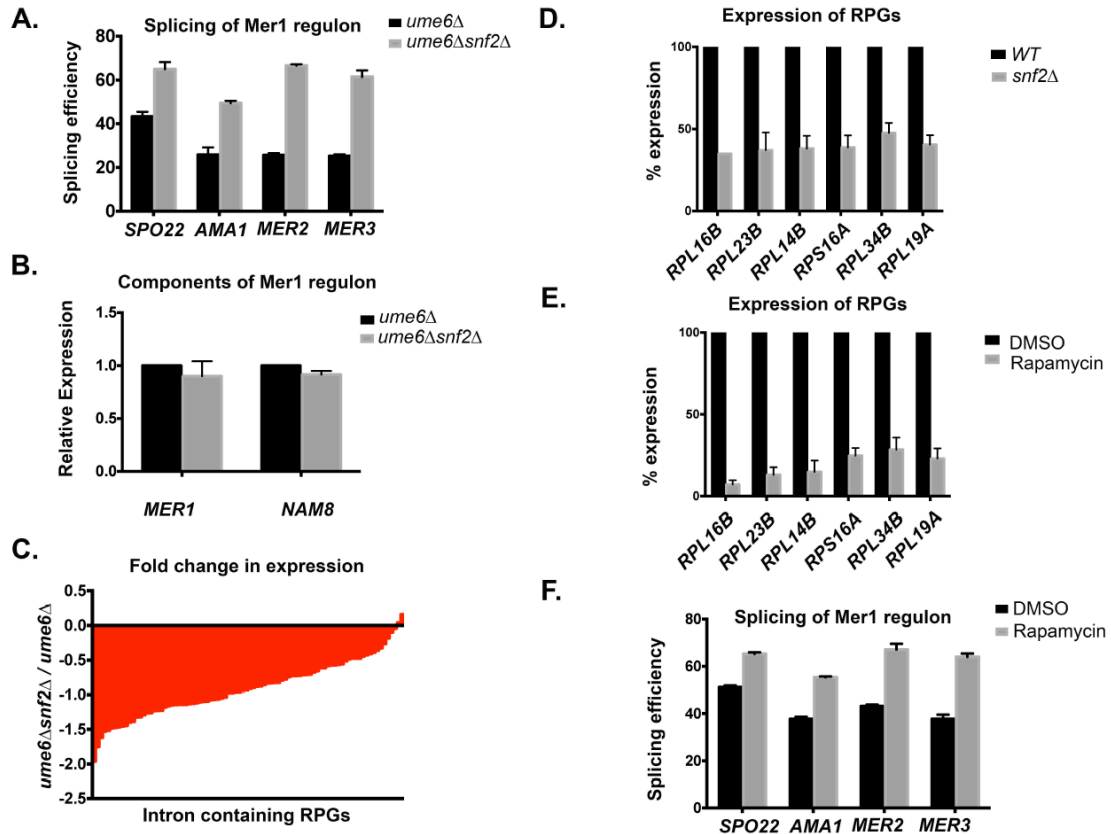 A.
Splicing of Mer1 regulon
ume6Δ
ume6Δsnf2Δ
Splicing efficiency
80
60
40
20
0
SPO22 AMA1 MER2 MER3
B.
Components of Mer1 regulon
ume6Δ
ume6Δsnf2Δ
Relative Expression
1.5
1.0
0.5
0.0
MER1 NAM8
C.
Fold change in expression
ume6Δsnf2Δ / ume6Δ
0.5
0.0
-0.5
-1.0
-1.5
-2.0
-2.5
Intron containing RPGs
D.
Expression of RPGs
WT
snf2Δ
% expression
100
50
0
RPL16B RPL23B RPL14B RPS16A RPL34B RPL19A
E.
Expression of RPGs
DMSO
Rapamycin
% expression
100
50
0
RPL16B RPL23B RPL14B RPS16A RPL34B RPL19A
F.
Splicing of Mer1 regulon
DMSO
Rapamycin
Splicing efficiency
80
60
40
20
0
SPO22 AMA1 MER2 MER3